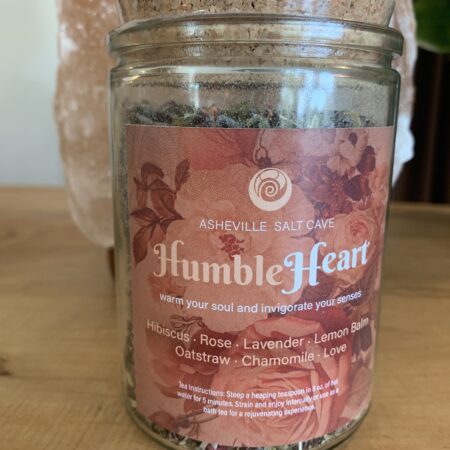 ASHEVILLE SALT CAVE
Humble Heart
warm your soul and invigorate your senses
Hibiscus · Rose · Lavender · Lemon Balm
Oatstraw · Chamomile · Love
Tea Instructions: Steep a heaping teaspoon in 8 oz. of hot
water for 5 minutes. Strain and enjoy internally or use as a
bath tea for a rejuvenating experience.